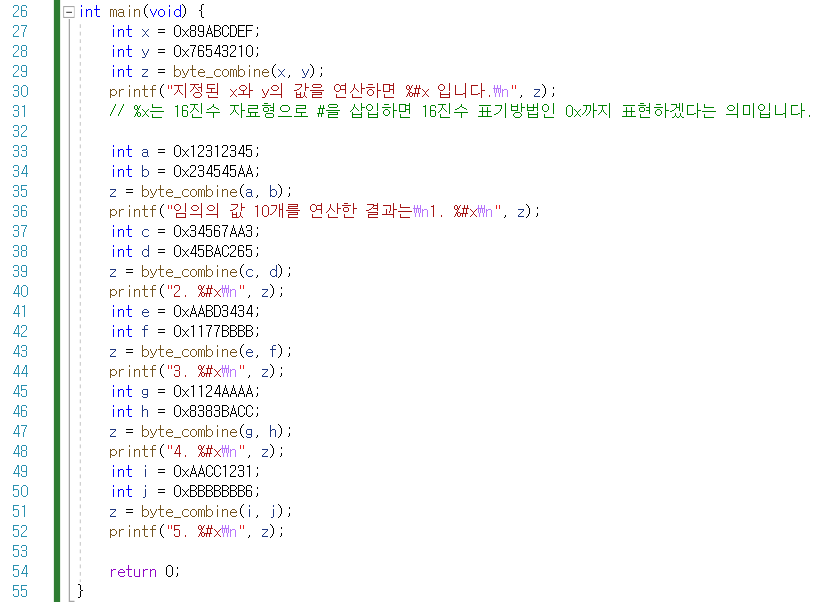 26 int main(void) {
27 int x = 0x89ABCDEF;
28 int y = 0x76543210;
29 int z = byte_combine(x, y);
30 printf("지정된 x와 y의 값을 연산하면 %#x 입니다.₩n", z);
31 // %x는 16진수 자료형으로 #을 삽입하면 16진수 표기방법인 0x까지 표현하겠다는 의미입니다.
32
33 int a = 0x12312345;
34 int b = 0x234545AA;
35 z = byte_combine(a, b);
36 printf("임의의 값 10개를 연산한 결과는₩n1. %#x₩n", z);
37 int c = 0x34567AA3;
38 int d = 0x45BAC265;
39 z = byte_combine(c, d);
40 printf("2. %#x₩n", z);
41 int e = 0xAABD3434;
42 int f = 0x1177BBBB;
43 z = byte_combine(e, f);
44 printf("3. %#x₩n", z);
45 int g = 0x1124AAAA;
46 int h = 0x8383BACC;
47 z = byte_combine(g, h);
48 printf("4. %#x₩n", z);
49 int i = 0xAACC1231;
50 int j = 0xBBBBBBB6;
51 z = byte_combine(i, j);
52 printf("5. %#x₩n", z);
53
54 return 0;
55 }